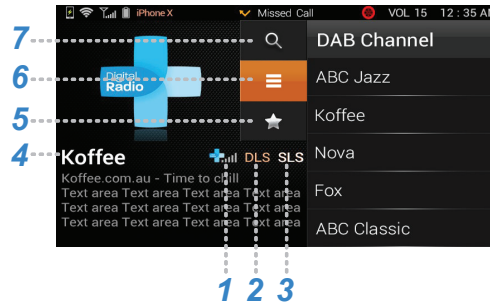 iPhone X Missed Call VOL 15 12 : 35 AM
7
6
5
4
Digital
Radio
DAB Channel
ABC Jazz
Koffee
Nova
Fox
ABC Classic
Koffee DLS SLS
Koffee.com.au - Time to chill
Text area Text area Text area Text area
Text area Text area Text area Text area
Text area Text area Text area Text area
1 2 3